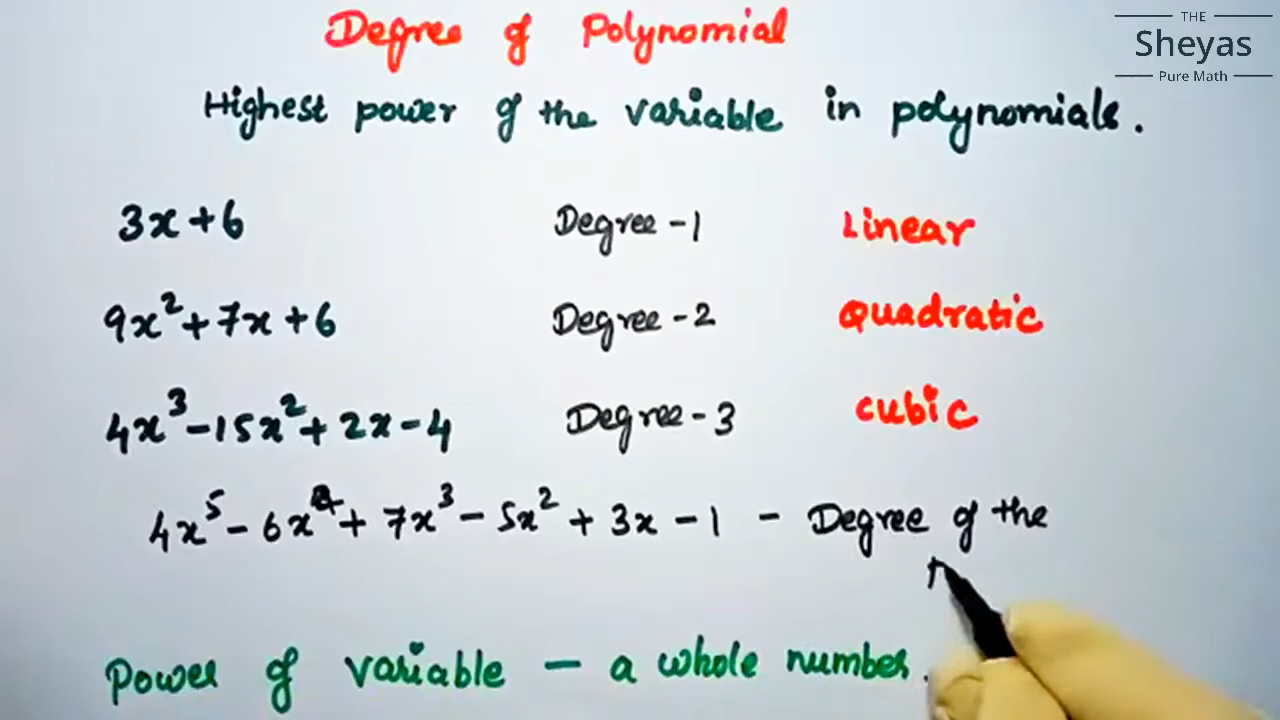 THE
Sheyas
Pure Math
Degree of Polynomial
Highest power of the variable in polynomials.
3x + 6 Degree - 1 Linear
9x² + 7x + 6 Degree - 2 Quadratic
4x³ - 15x² + 2x - 4 Degree - 3 cubic
4x⁵ - 6x⁴ + 7x³ - 5x² + 3x - 1 - Degree of the
Power of variable - a whole number.